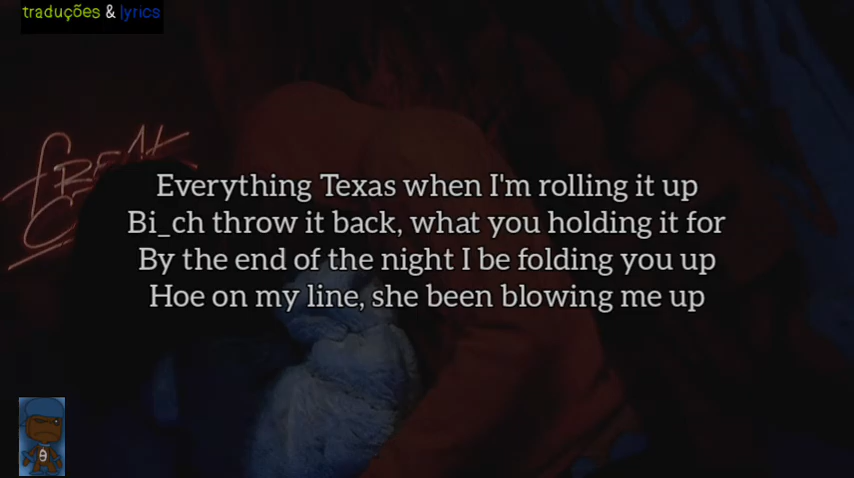 traduções & lyrics
FREAK
Everything Texas when I'm rolling it up
Bi_ch throw it back, what you holding it for
By the end of the night I be folding you up
Hoe on my line, she been blowing me up